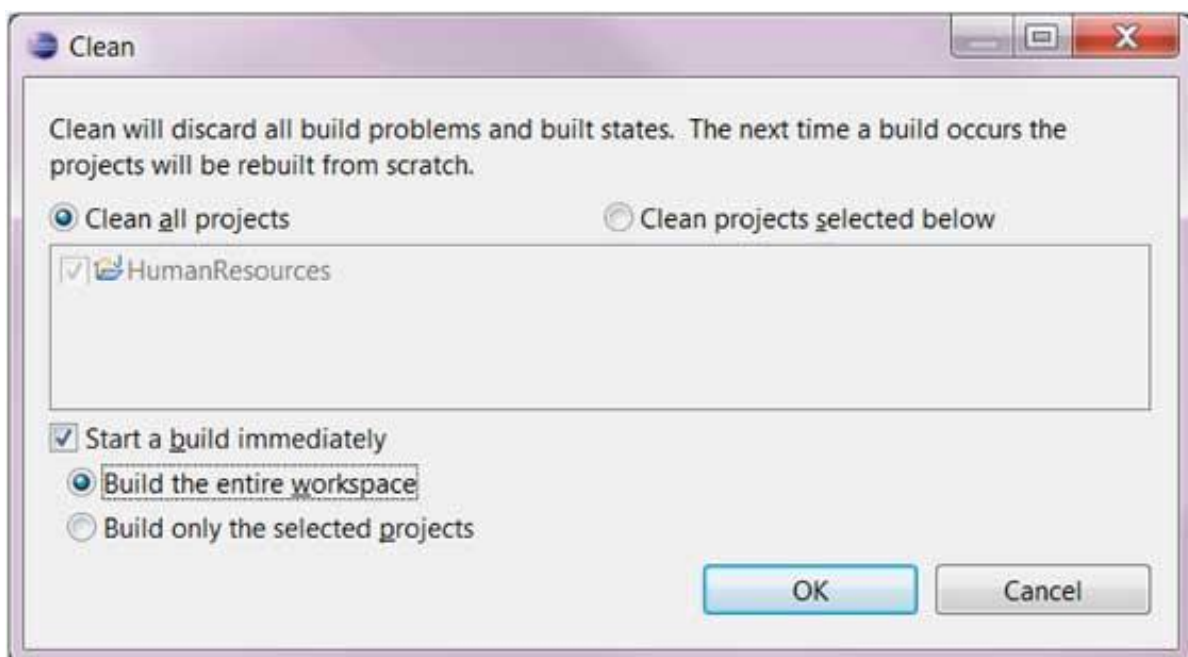 Clean
Clean will discard all build problems and built states. The next time a build occurs the
projects will be rebuilt from scratch.
Clean all projects
Clean projects selected below
HumanResources
Start a build immediately
Build the entire workspace
Build only the selected projects
OK
Cancel